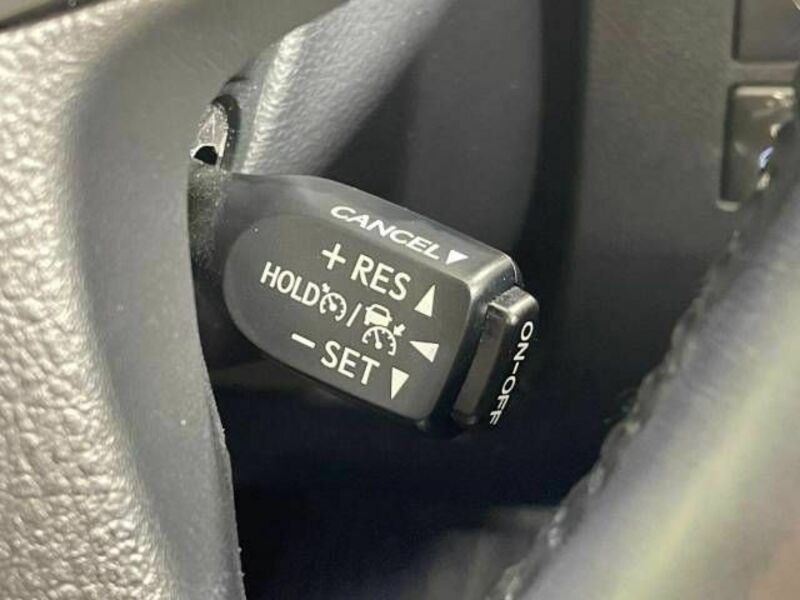 CANCEL▼
+RES▲
HOLD / ◀
−SET▼
ON-OFF